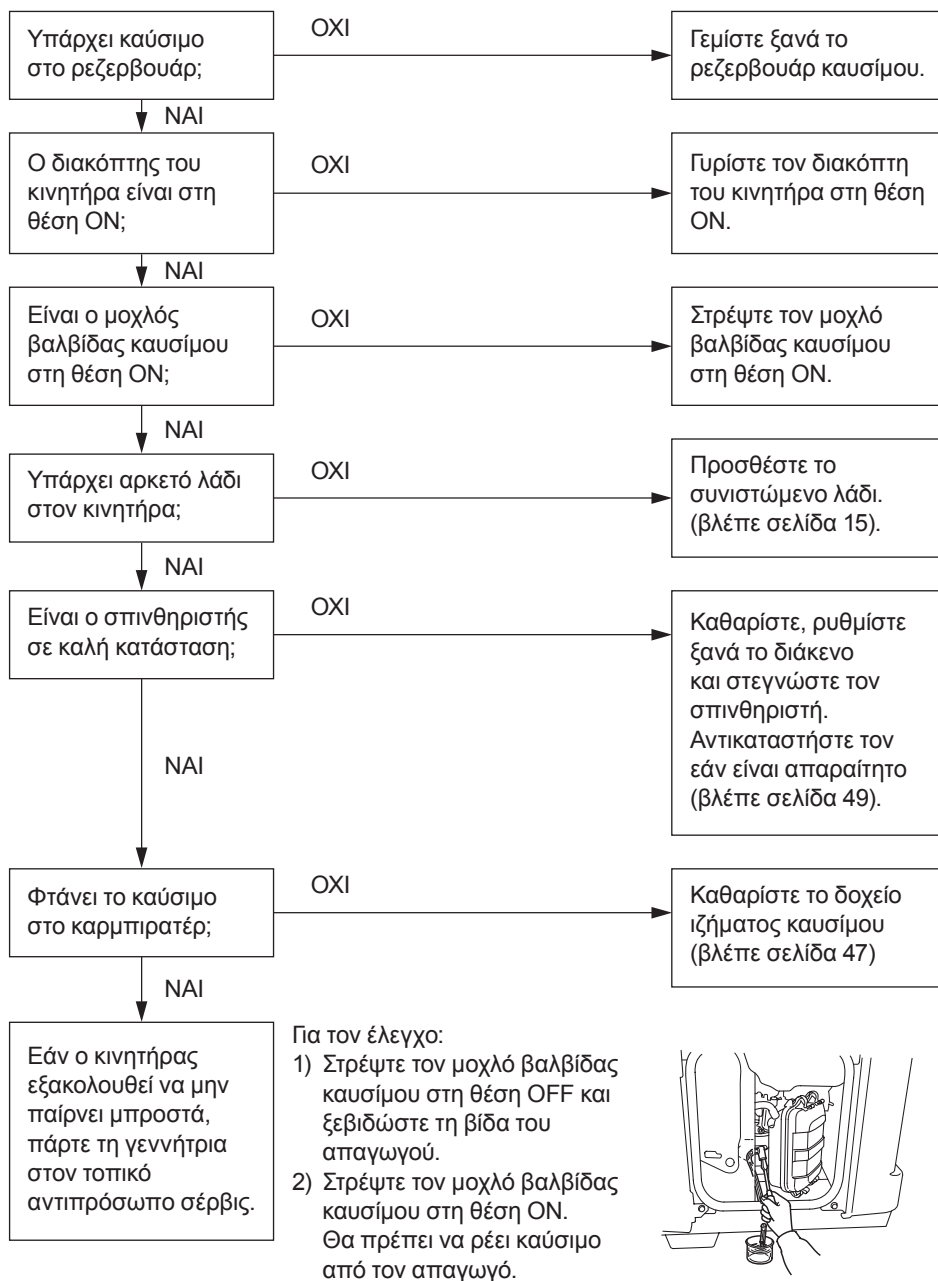 Υπάρχει καύσιμο
στο ρεζερβουάρ;
ΟΧΙ
Γεμίστε ξανά το
ρεζερβουάρ καυσίμου.
ΝΑΙ
Ο διακόπτης του
κινητήρα είναι στη
θέση ON;
ΟΧΙ
Γυρίστε τον διακόπτη
του κινητήρα στη θέση
ON.
ΝΑΙ
Είναι ο μοχλός
βαλβίδας καυσίμου
στη θέση ON;
ΟΧΙ
Στρέψτε τον μοχλό
βαλβίδας καυσίμου
στη θέση ON.
ΝΑΙ
Υπάρχει αρκετό λάδι
στον κινητήρα;
ΟΧΙ
Προσθέστε το
συνιστώμενο λάδι.
(βλέπε σελίδα 15).
ΝΑΙ
Είναι ο σπινθηριστής
σε καλή κατάσταση;
ΟΧΙ
Καθαρίστε, ρυθμίστε
ξανά το διάκενο
και στεγνώστε τον
σπινθηριστή.
Αντικαταστήστε τον
εάν είναι απαραίτητο
(βλέπε σελίδα 49).
ΝΑΙ
Φτάνει το καύσιμο
στο καρμπιρατέρ;
ΟΧΙ
Καθαρίστε το δοχείο
ιζήματος καυσίμου
(βλέπε σελίδα 47)
ΝΑΙ
Εάν ο κινητήρας
εξακολουθεί να μην
παίρνει μπροστά,
πάρτε τη γεννήτρια
στον τοπικό
αντιπρόσωπο σέρβις.
Για τον έλεγχο:
1) Στρέψτε τον μοχλό βαλβίδας
καυσίμου στη θέση OFF και
ξεβιδώστε τη βίδα του
απαγωγού.
2) Στρέψτε τον μοχλό βαλβίδας
καυσίμου στη θέση ON.
Θα πρέπει να ρέει καύσιμο
από τον απαγωγό.